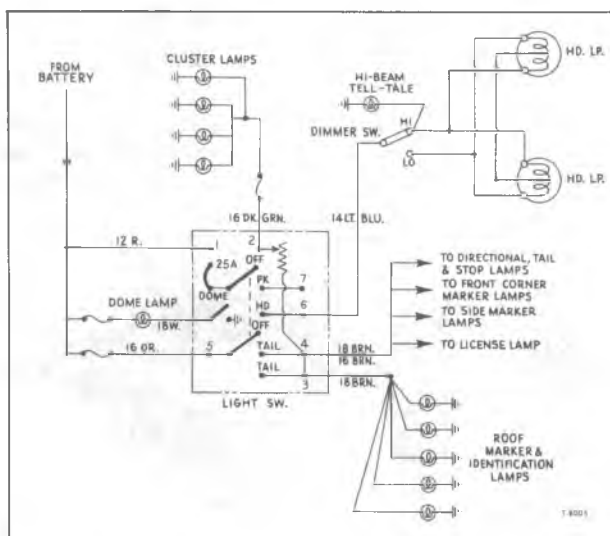 CLUSTER LAMPS
FROM
BATTERY
HI-BEAM
TELL-TALE
HD. LP.
DIMMER SW.
HI
LO
HD. LP.
16 DK. GRN.
14 LT. BLU.
12 R.
1
2
OFF
25A
PK
7
DOME
DOME LAMP
18W.
HD
6
OFF
16 OR.
5
TAIL
4
18 BRN.
16 BRN.
TAIL
3
18 BRN.
LIGHT SW.
TO DIRECTIONAL, TAIL
& STOP LAMPS
TO FRONT CORNER
MARKER LAMPS
TO SIDE MARKER
LAMPS
TO LICENSE LAMP
ROOF
MARKER &
IDENTIFICATION
LAMPS